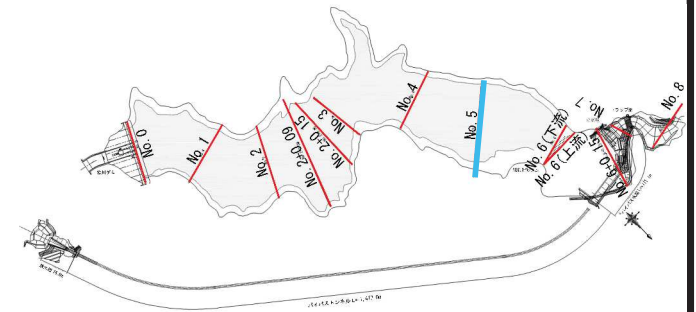 No. 0
No. 1
No. 2
No. 2+0. 09
No. 2+0. 15
No. 3
No. 4
No. 5
No. 6(下流)
No. 6(上流)
No. 6+0. 15
No. 7
No. 8